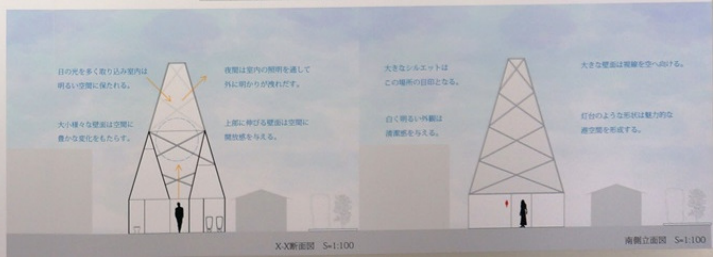 日の光を多く取り込み室内は
明るい空間に保たれる。
夜間は室内の照明を通して
外に明かりが洩れだす。
大小様々な壁面は空間に
豊かな変化をもたらす。
上部に伸びる壁面は空間に
開放感を与える。
X-X断面図 S=1:100
大きなシルエットは
この場所の目印となる。
大きな壁面は視線を空へ向ける。
白く明るい外観は
清潔感を与える。
灯台のような形状は魅力的な
遊空間を形成する。
南側立面図 S=1:100